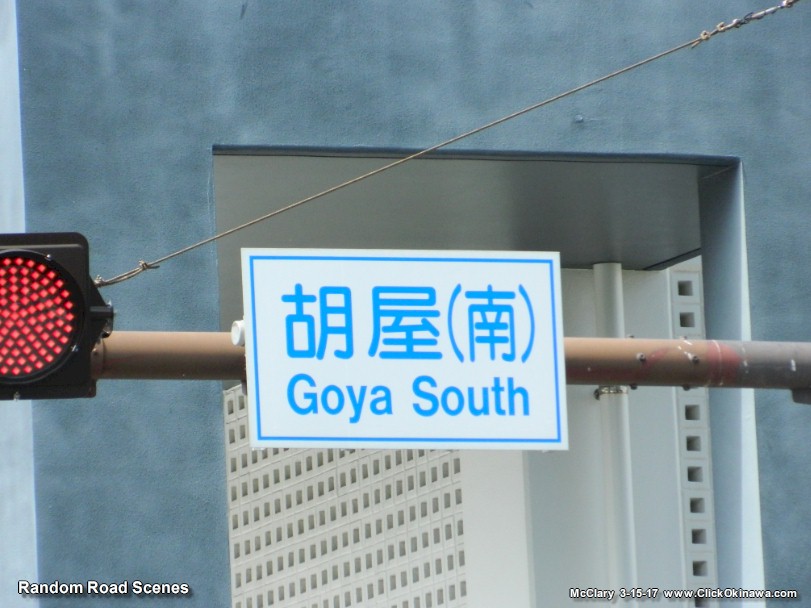 胡屋(南)
Goya South
Random Road Scenes
McClary 3-15-17 www.ClickOkinawa.com